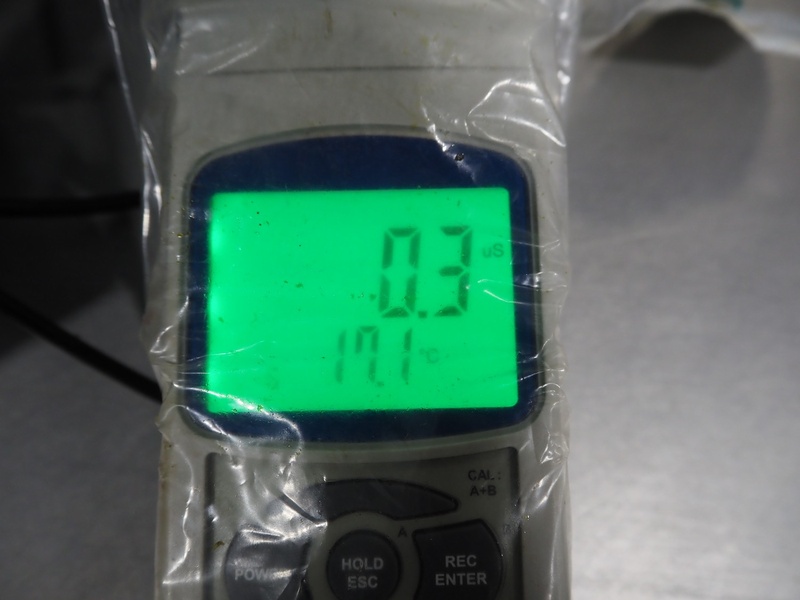 0.3 uS
17.1 °C
CAL:
A+B
A
POWER
HOLD
ESC
REC
ENTER